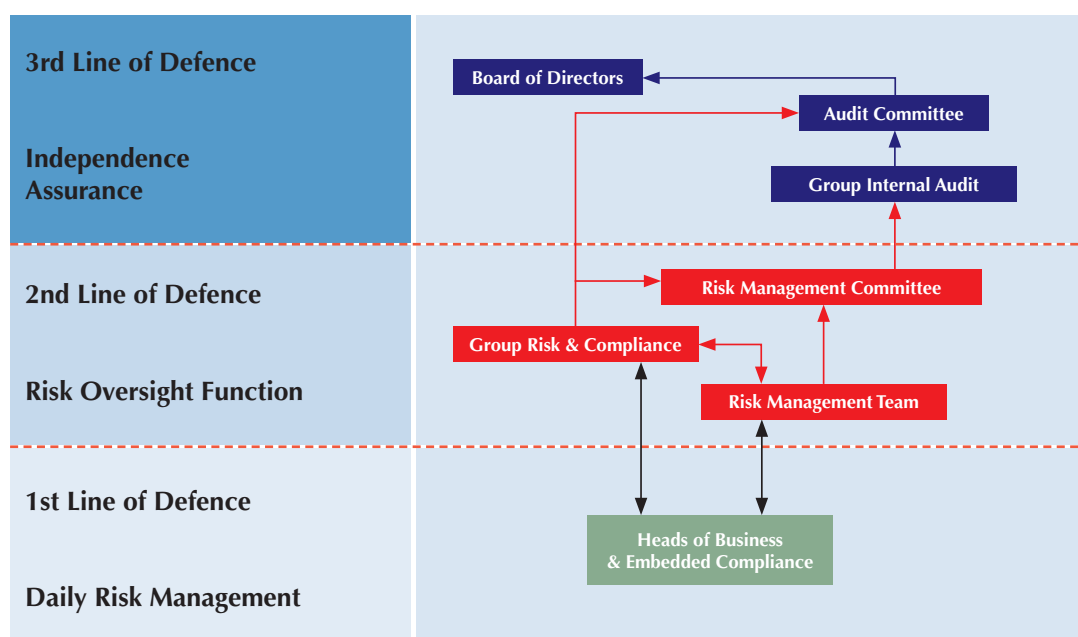 3rd Line of Defence
Independence
Assurance
Board of Directors
Audit Committee
Group Internal Audit
2nd Line of Defence
Risk Oversight Function
Risk Management Committee
Group Risk & Compliance
Risk Management Team
1st Line of Defence
Daily Risk Management
Heads of Business
& Embedded Compliance